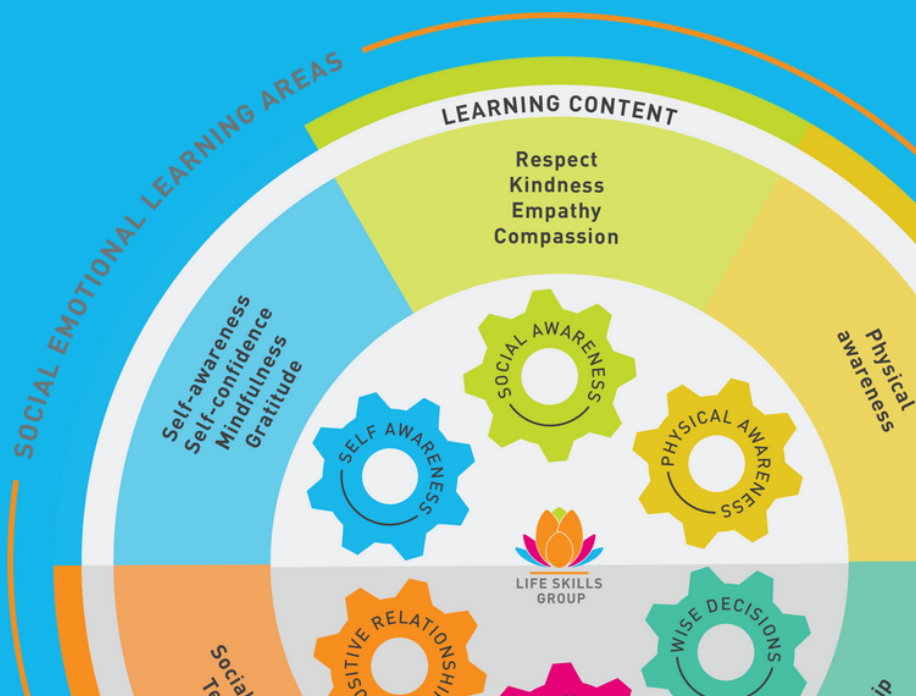 SOCIAL EMOTIONAL LEARNING AREAS
LEARNING CONTENT
Respect
Kindness
Empathy
Compassion
Self-awareness
Self-confidence
Mindfulness
Gratitude
Physical
awareness
SOCIAL AWARENESS
SELF AWARENESS
PHYSICAL AWARENESS
LIFE SKILLS
GROUP
WISE DECISIONS
Social